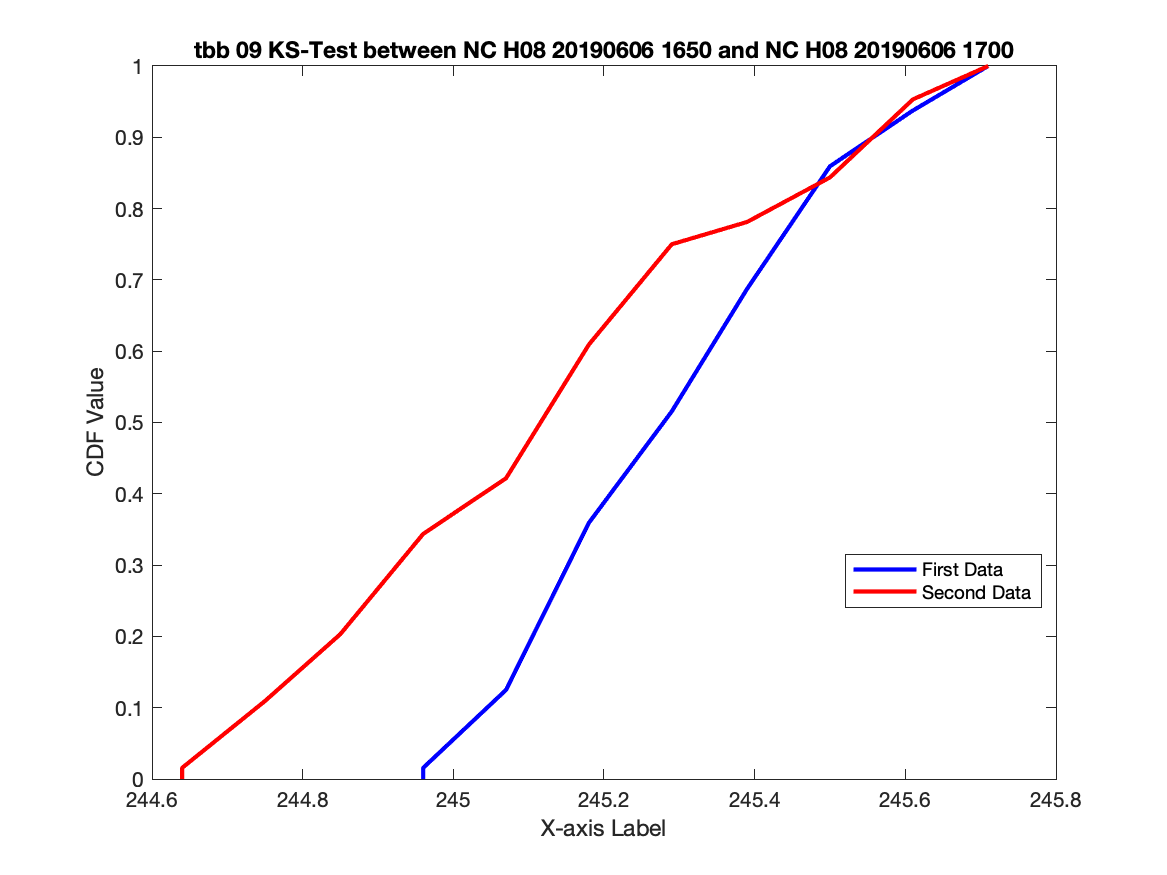 tbb 09 KS-Test between NC H08 20190606 1650 and NC H08 20190606 1700
1
0.9
0.8
0.7
0.6
0.5
0.4
0.3
0.2
0.1
0
CDF Value
First Data
Second Data
244.6 244.8 245 245.2 245.4 245.6 245.8
X-axis Label